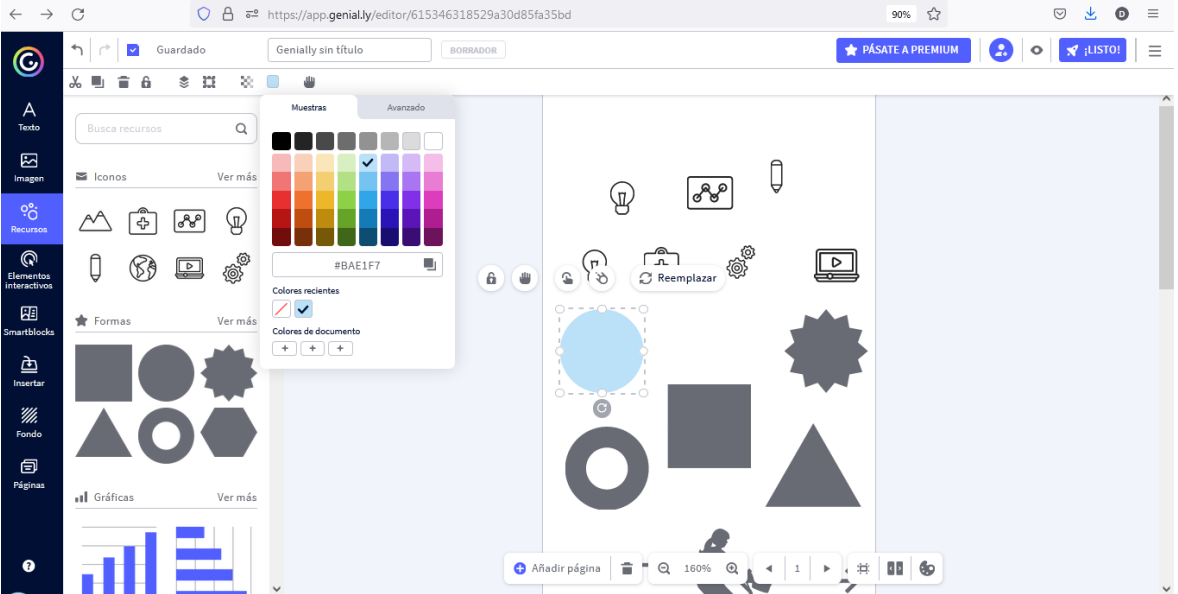 https://app.genial.ly/editor/615346318529a30d85fa35bd
90%
D
Guardado
Genially sin título
BORRADOR
PÁSATE A PREMIUM
¡LISTO!
Texto
Imagen
Recursos
Elementos
interactivos
Smartblocks
Insertar
Fondo
Páginas
?
Busca recursos
Iconos
Ver más
Formas
Ver más
Gráficas
Ver más
Muestras
Avanzado
#BAE1F7
Colores recientes
Colores de documento
+ + +
Reemplazar
Añadir página
160%
1